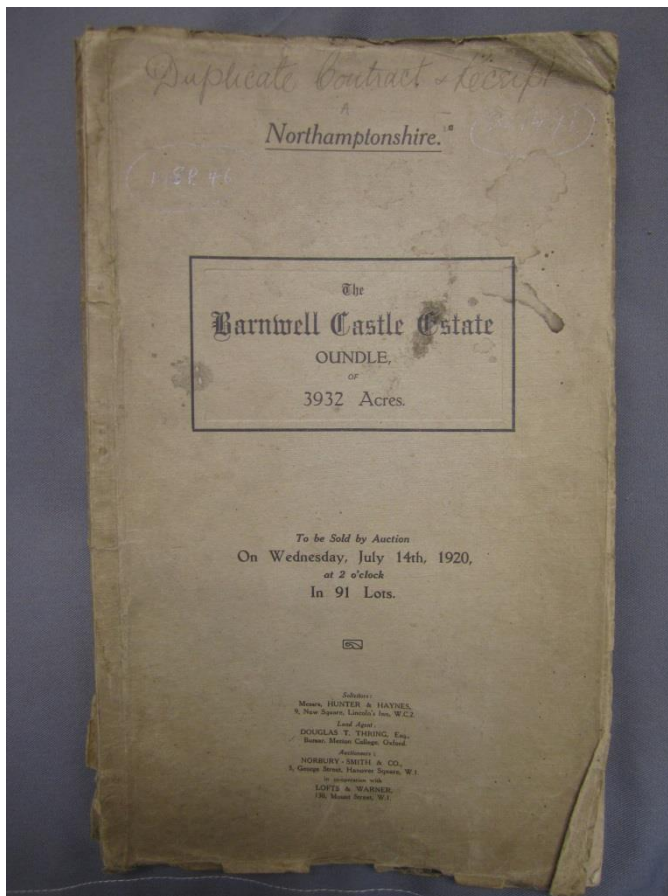 Duplicate Contract & Receipt
Northamptonshire.
The
Barnwell Castle Estate
OUNDLE,
OF
3932 Acres.
To be Sold by Auction
On Wednesday, July 14th, 1920,
at 2 o'clock
In 91 Lots.
Solicitors:
Messrs. HUNTER & HAYNES,
9, New Square, Lincoln's Inn, W.C.2
Land Agent:
DOUGLAS T. THRING, Esq.,
Bursar, Merton College, Oxford.
Auctioneers:
NORBURY-SMITH & CO.,
5, George Street, Hanover Square, W.1
in conjunction with
LOFTS & WARNER,
130, Mount Street, W.1.